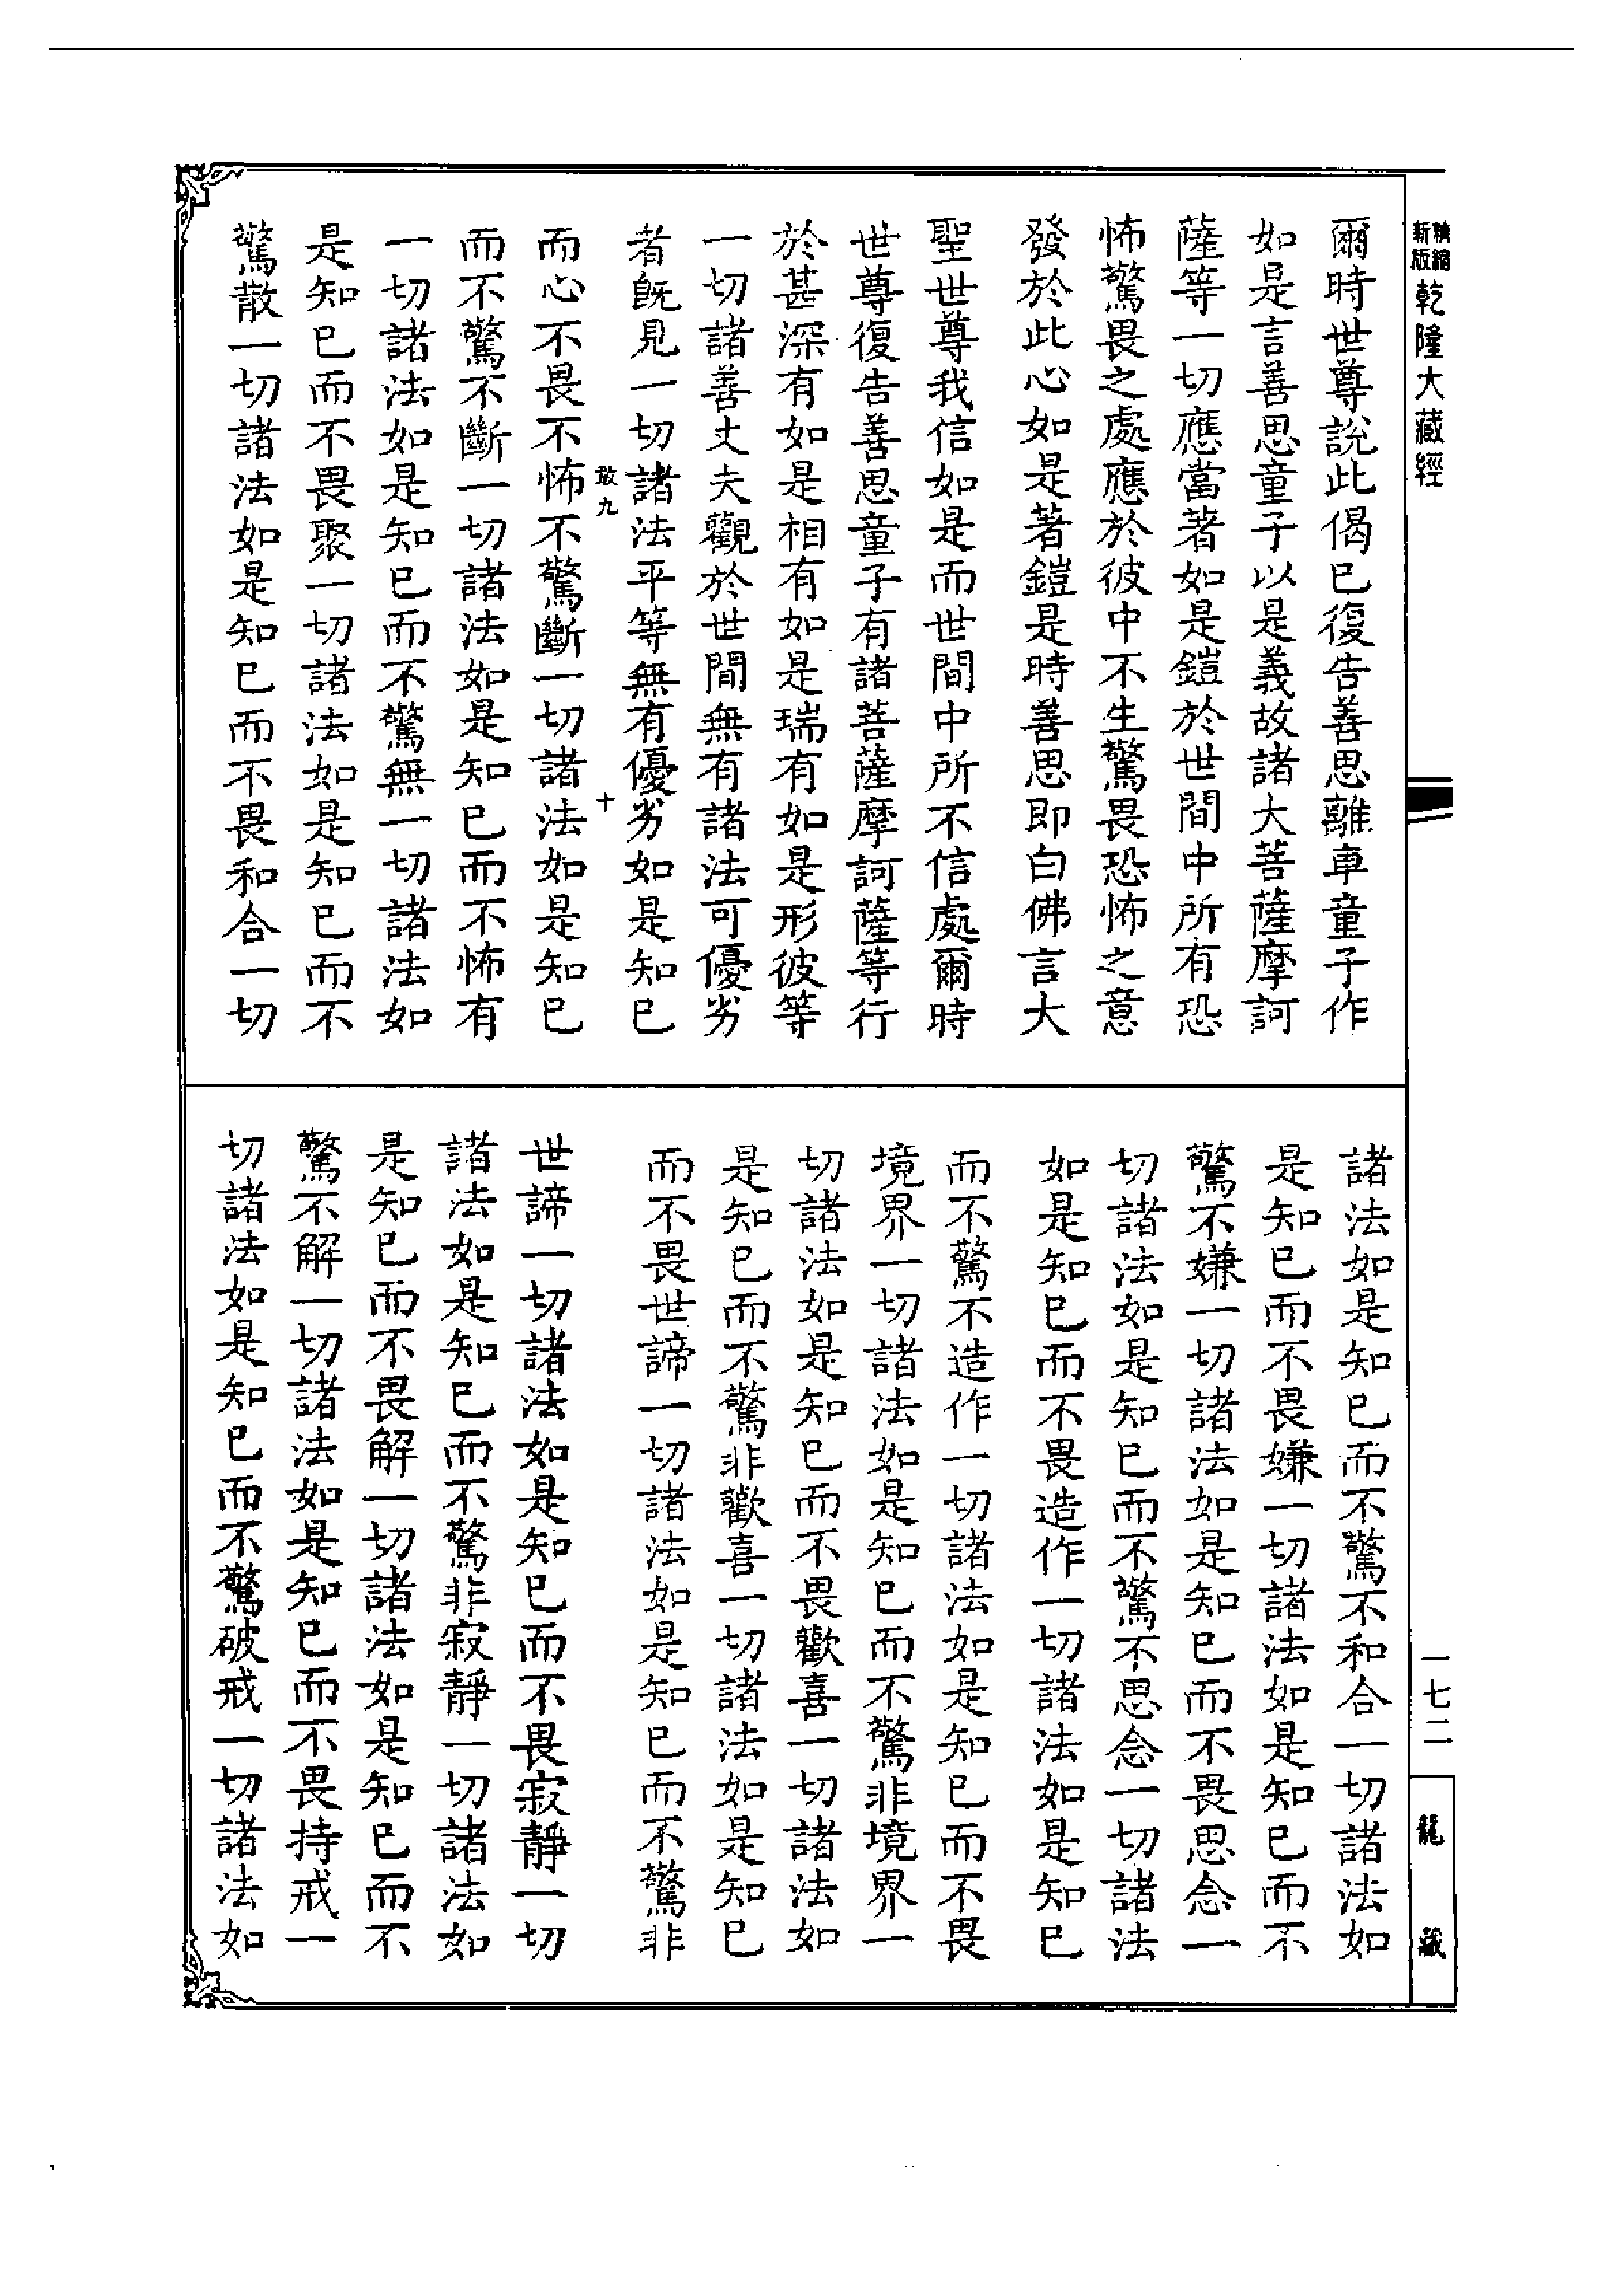 新版 精縮 乾隆大藏經
爾時世尊說此偈已復告善思離車童子作
如是言善思童子以是義故諸大菩薩摩訶
薩等一切應當著如是鎧於世間中所有恐
怖驚畏之處應於彼中不生驚畏恐怖之意
發於此心如是著鎧是時善思即白佛言大
聖世尊我信如是而世間中所不信處爾時
世尊復告善思童子有諸菩薩摩訶薩等行
於甚深有如是相有如是瑞有如是形彼等
一切諸善丈夫觀於世間無有諸法可優劣
者既見一切諸法平等無有優劣如是知已
敢九 十
而心不畏不怖不驚斷一切諸法如是知已
而不驚不斷一切諸法如是知已而不怖有
一切諸法如是知已而不驚無一切諸法如
是知已而不畏聚一切諸法如是知已而不
驚散一切諸法如是知已而不畏和合一切
諸法如是知已而不驚不和合一切諸法如
是知已而不畏嫌一切諸法如是知已而不
驚不嫌一切諸法如是知已而不畏思念一
切諸法如是知已而不驚不思念一切諸法
如是知已而不畏造作一切諸法如是知已
而不驚不造作一切諸法如是知已而不畏
境界一切諸法如是知已而不驚非境界一
切諸法如是知已而不畏歡喜一切諸法如
是知已而不驚非歡喜一切諸法如是知已
而不畏世諦一切諸法如是知已而不驚非
世諦一切諸法如是知已而不畏寂靜一切
諸法如是知已而不驚非寂靜一切諸法如
是知已而不畏解一切諸法如是知已而不
驚不解一切諸法如是知已而不畏持戒一
切諸法如是知已而不驚破戒一切諸法如
一七二
龍藏